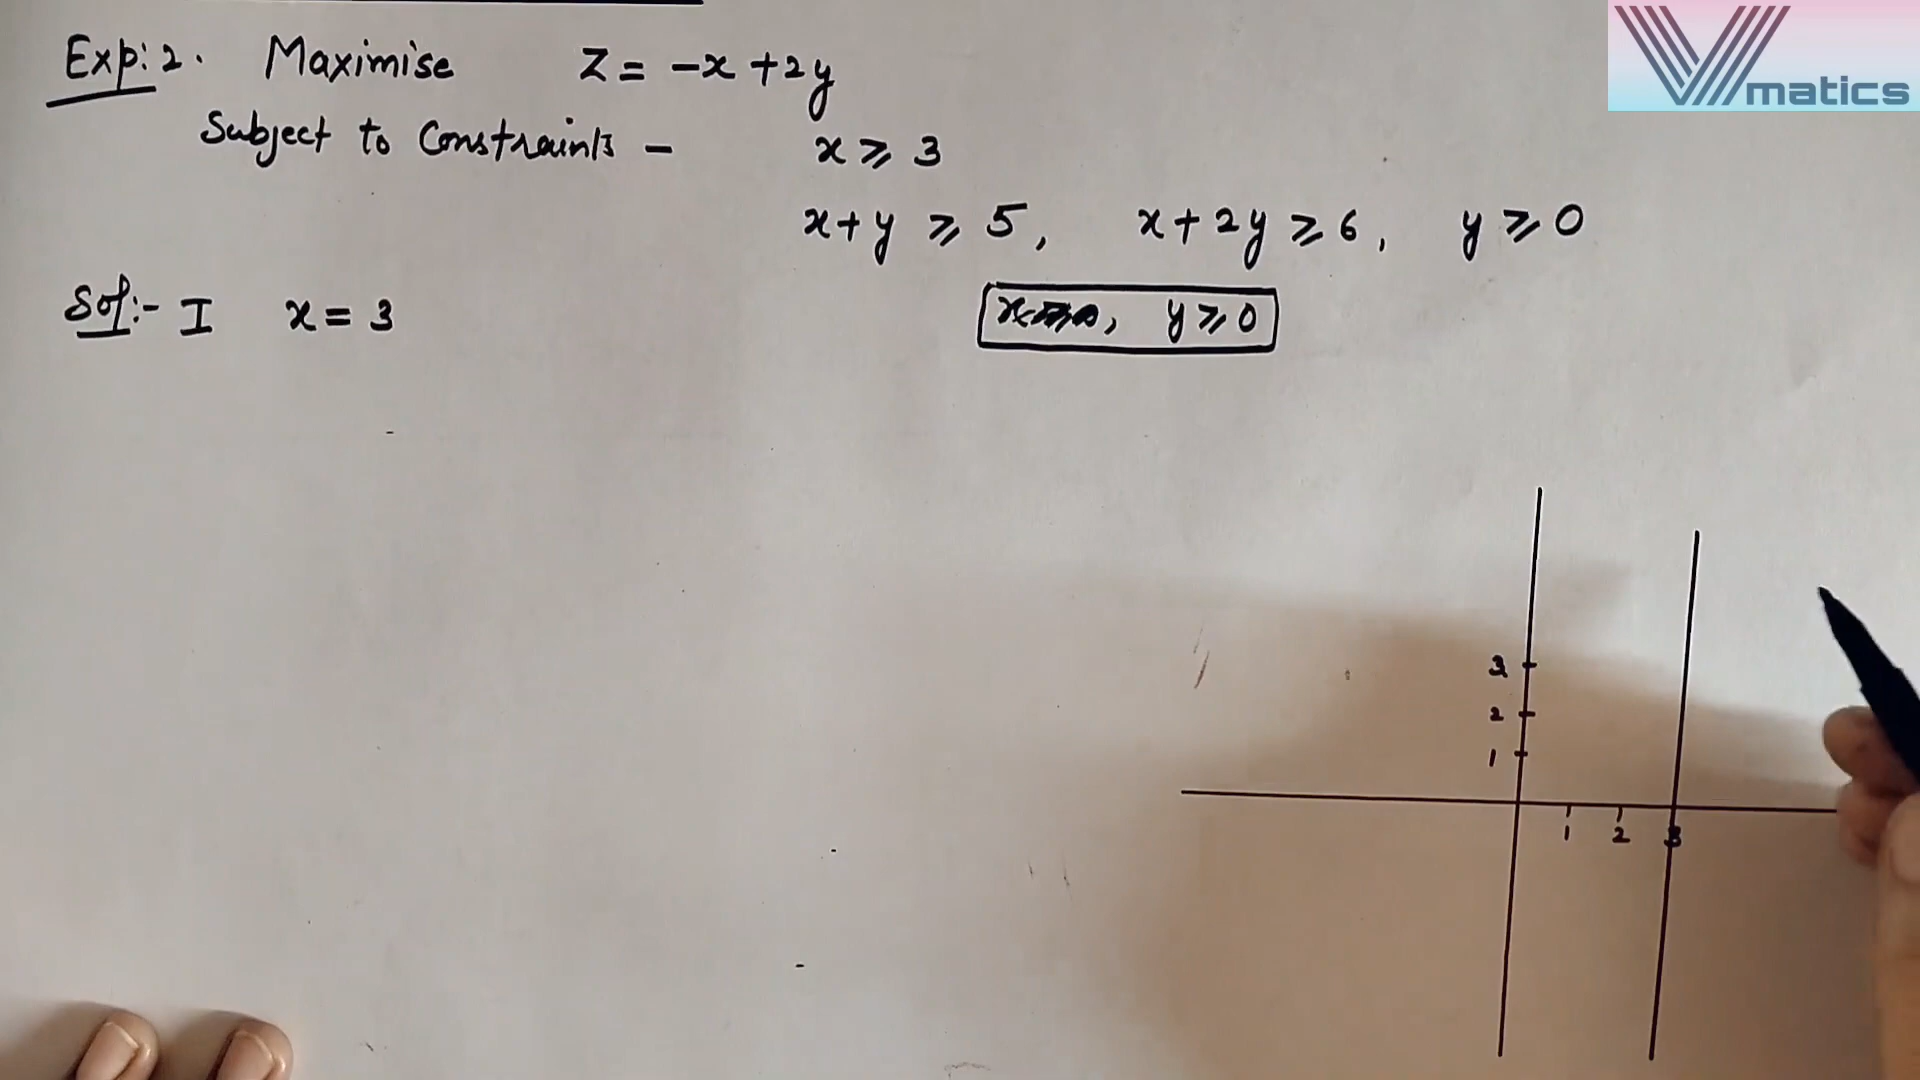 Vmatics
Exp:2. Maximise Z = -x + 2y
Subject to Constraints - x ⩾ 3
x + y ⩾ 5, x + 2y ⩾ 6, y ⩾ 0
Sol:- I x = 3
, y ⩾ 0
3
2
1
1 2 3